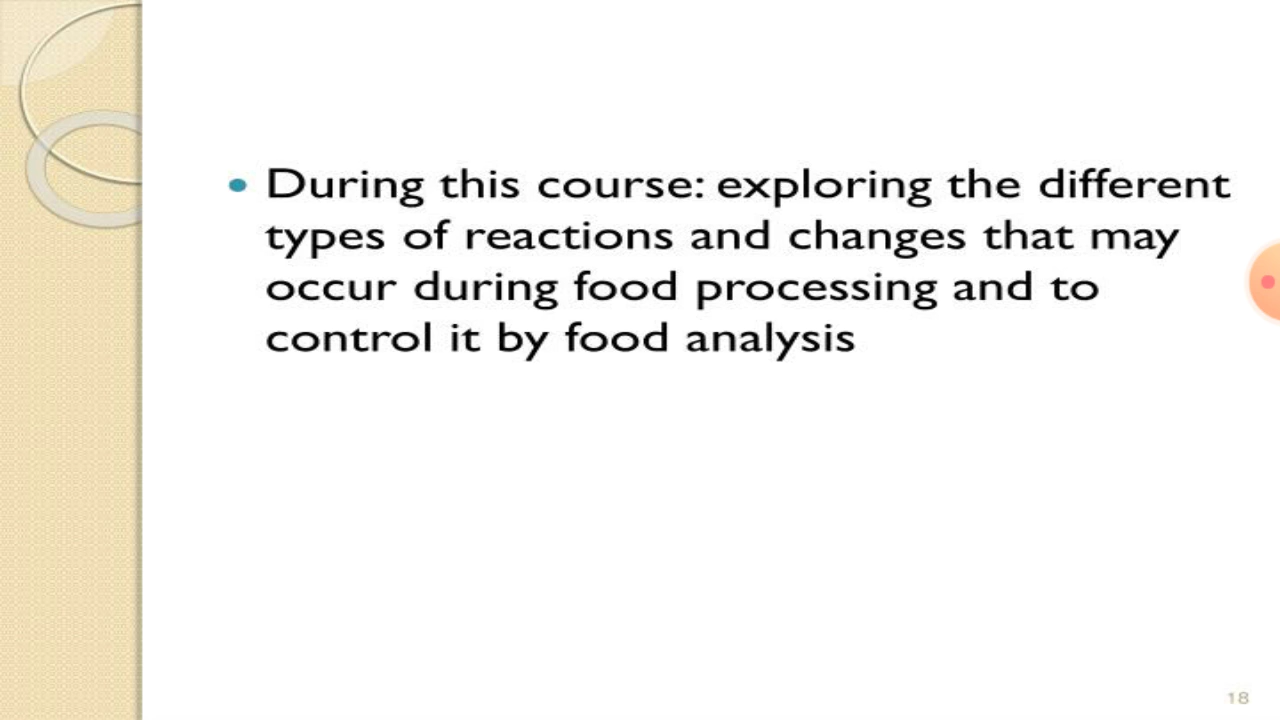 • During this course: exploring the different
types of reactions and changes that may
occur during food processing and to
control it by food analysis
18